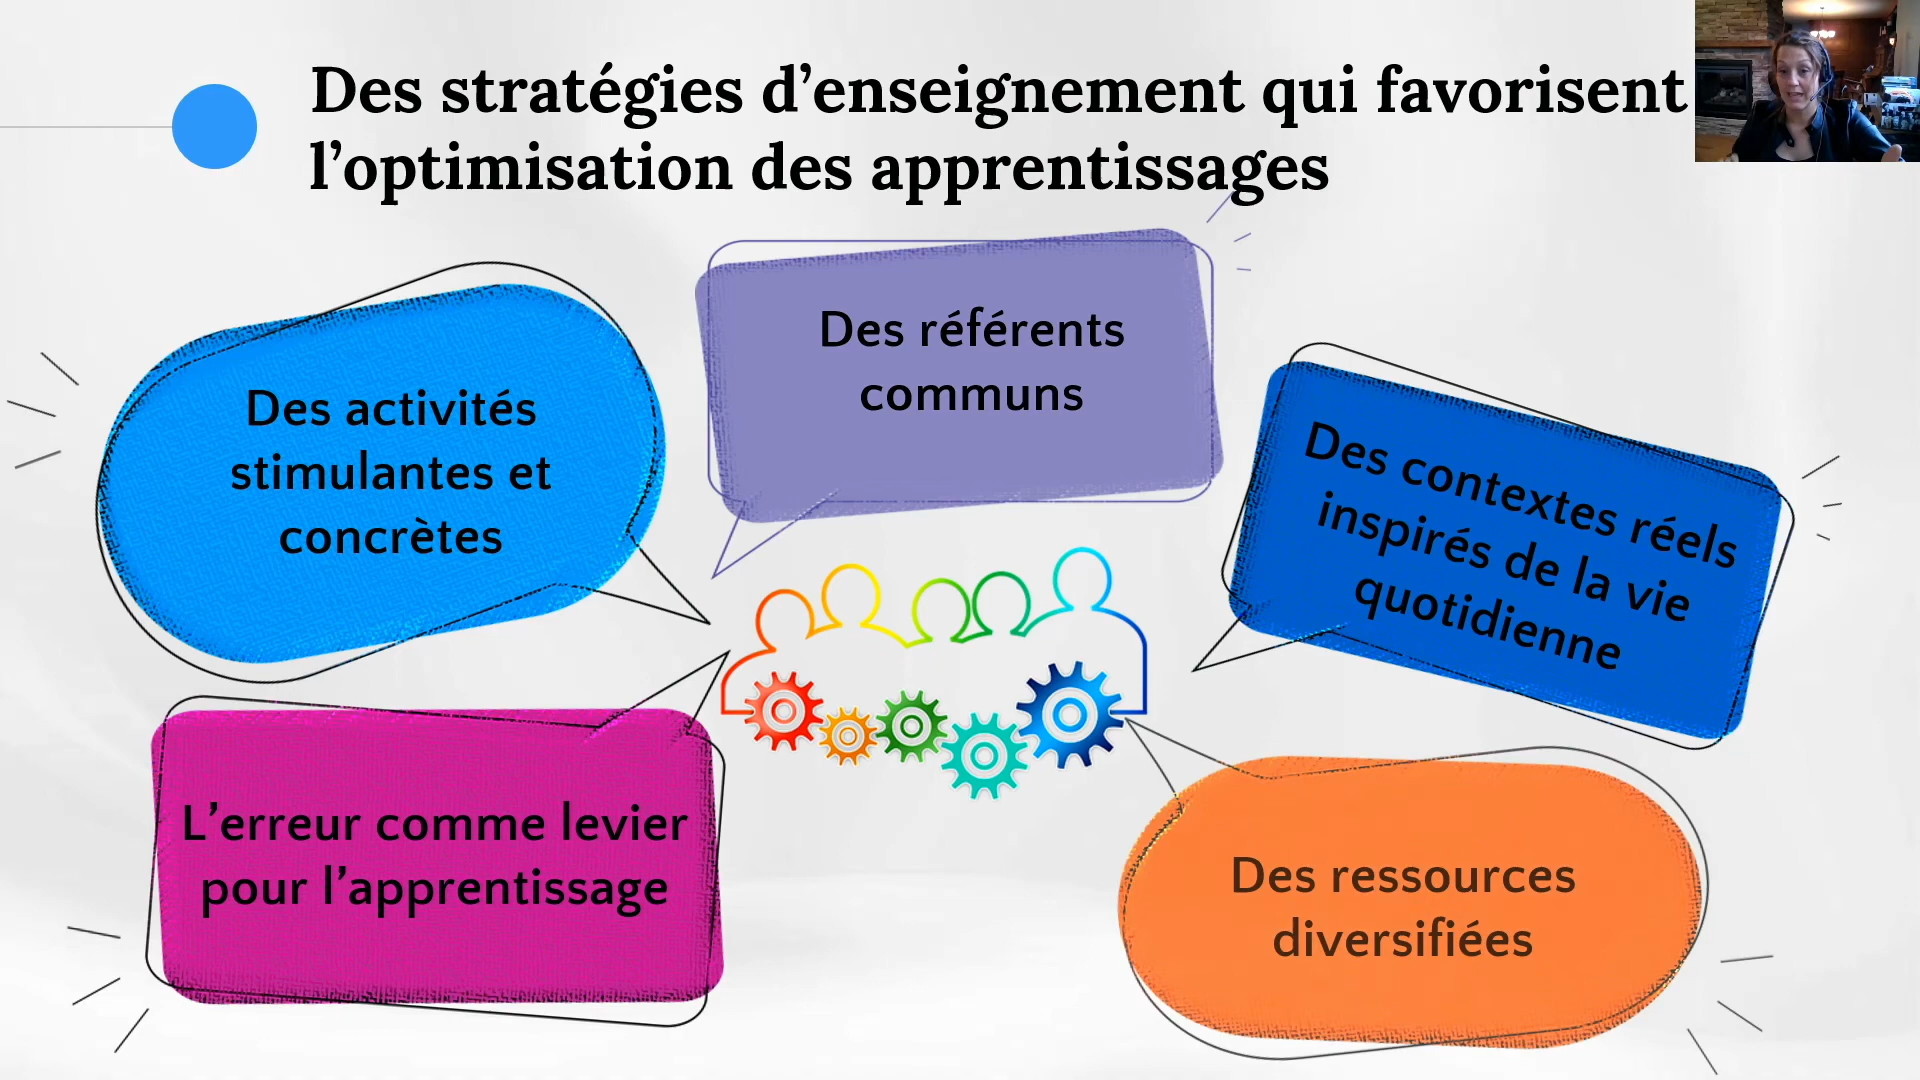 Des stratégies d’enseignement qui favorisent
l’optimisation des apprentissages
Des activités
stimulantes et
concrètes
Des référents
communs
Des contextes réels
inspirés de la vie
quotidienne
L’erreur comme levier
pour l’apprentissage
Des ressources
diversifiées